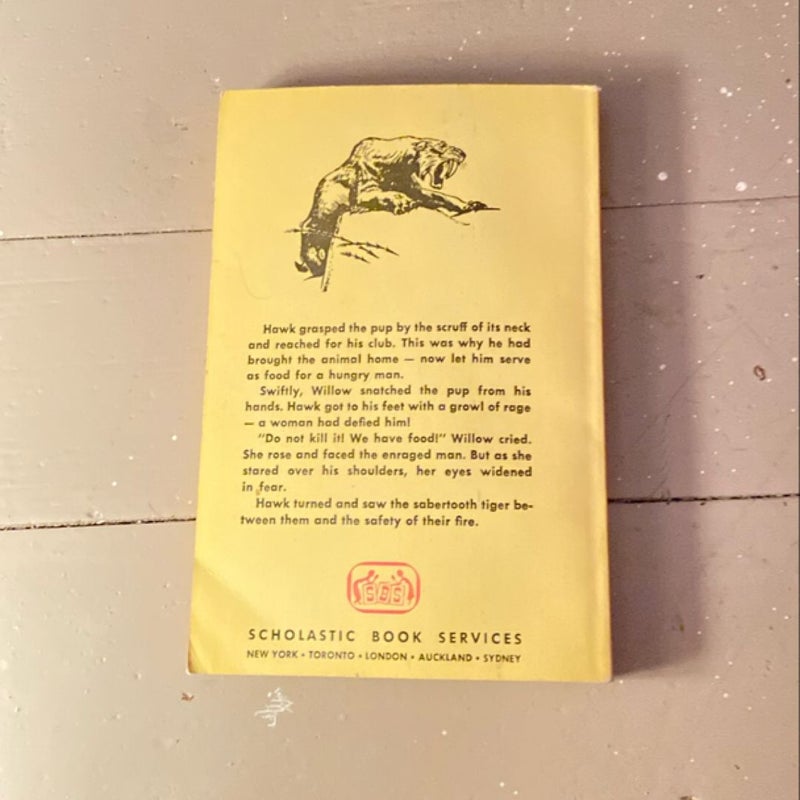 Hawk grasped the pup by the scruff of its neck
and reached for his club. This was why he had
brought the animal home — now let him serve
as food for a hungry man.
Swiftly, Willow snatched the pup from his
hands. Hawk got to his feet with a growl of rage
— a woman had defied him!
"Do not kill it! We have food!" Willow cried.
She rose and faced the enraged man. But as she
stared over his shoulders, her eyes widened
in fear.
Hawk turned and saw the sabertooth tiger be-
tween them and the safety of their fire.
SBS
SCHOLASTIC BOOK SERVICES
NEW YORK • TORONTO • LONDON • AUCKLAND • SYDNEY